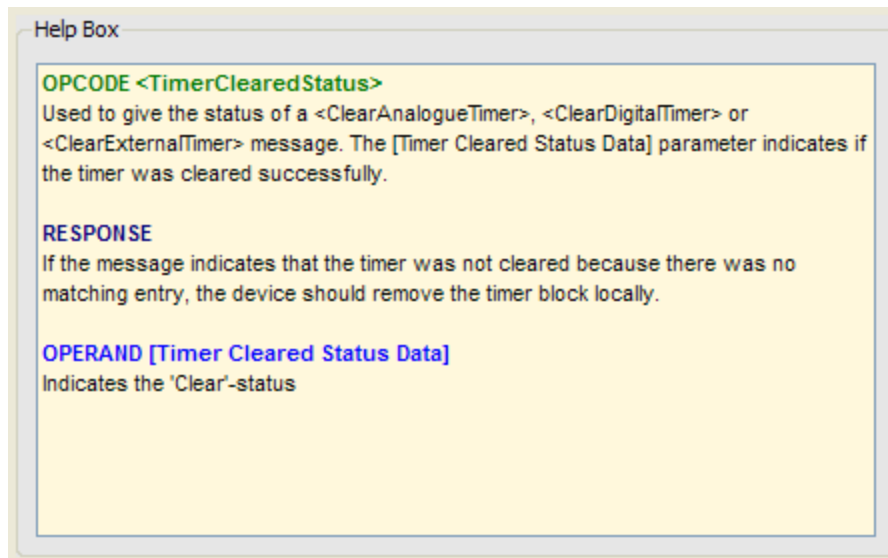 Help Box
OPCODE <TimerClearedStatus>
Used to give the status of a <ClearAnalogueTimer>, <ClearDigitalTimer> or
<ClearExternalTimer> message. The [Timer Cleared Status Data] parameter indicates if
the timer was cleared successfully.
RESPONSE
If the message indicates that the timer was not cleared because there was no
matching entry, the device should remove the timer block locally.
OPERAND [Timer Cleared Status Data]
Indicates the 'Clear'-status